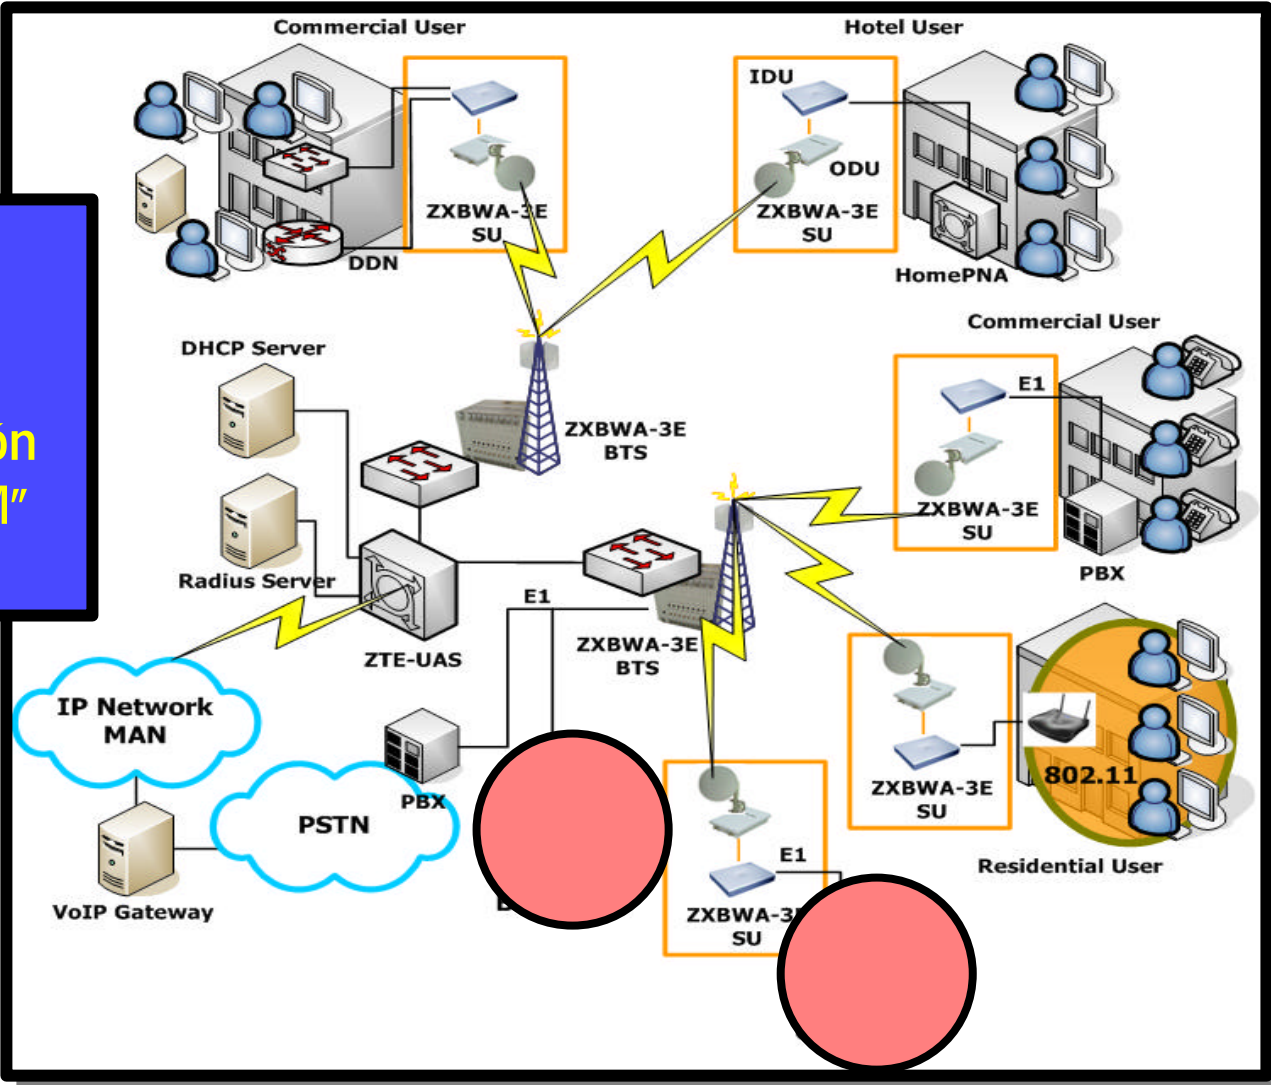 Commercial User
Hotel User
IDU
ODU
ZXBWA-3E
SU
ZXBWA-3E
SU
DDN
HomePNA
Commercial User
DHCP Server
E1
ZXBWA-3E
BTS
ZXBWA-3E
SU
PBX
Radius Server
E1
ZXBWA-3E
BTS
ZTE-UAS
IP Network
MAN
PBX
PSTN
802.11
ZXBWA-3E
SU
E1
Residential User
VoIP Gateway
SU